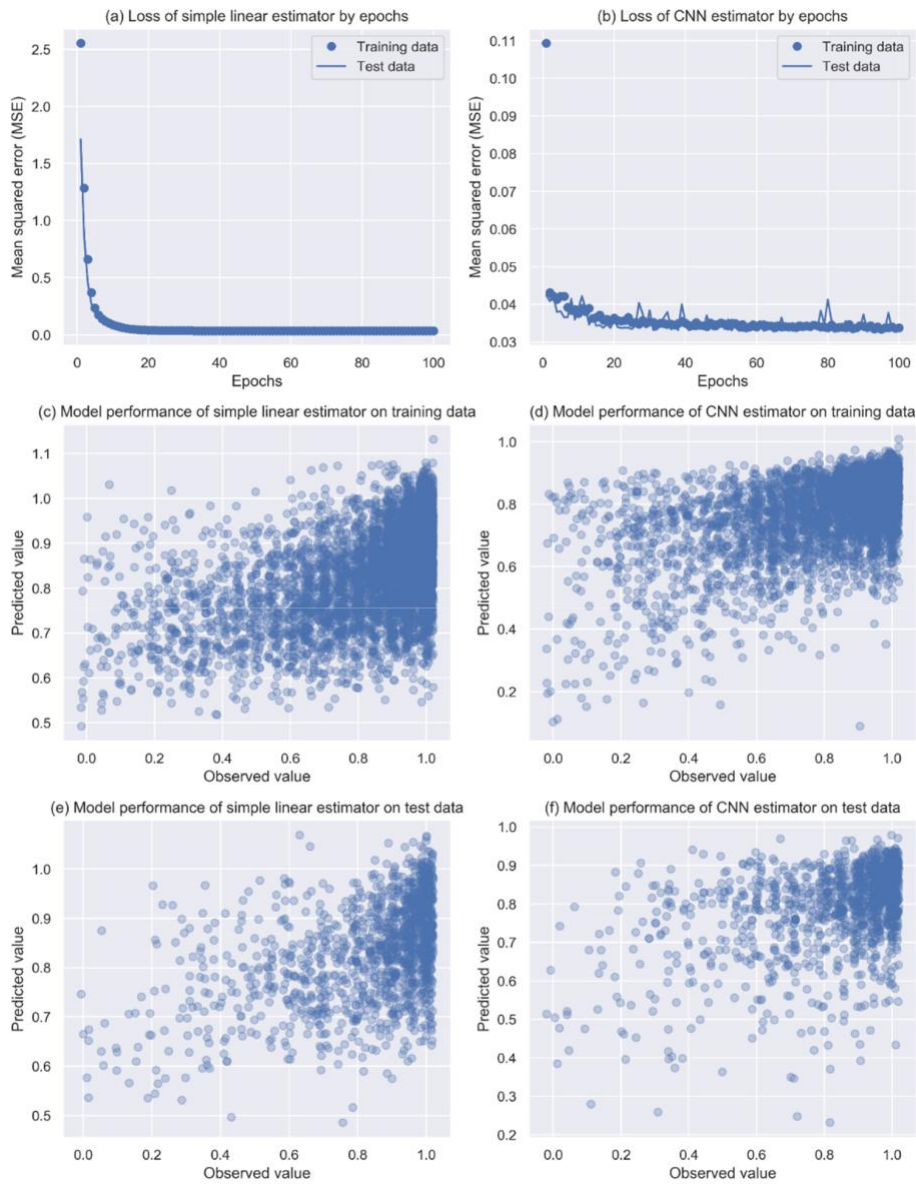 (a) Loss of simple linear estimator by epochs
2.5
2.0
1.5
1.0
0.5
0.0
Mean squared error (MSE)
Training data
Test data
0 20 40 60 80 100
Epochs
(b) Loss of CNN estimator by epochs
0.11
0.10
0.09
0.08
0.07
0.06
0.05
0.04
0.03
Mean squared error (MSE)
Training data
Test data
0 20 40 60 80 100
Epochs
(c) Model performance of simple linear estimator on training data
1.1
1.0
0.9
0.8
0.7
0.6
0.5
Predicted value
0.0 0.2 0.4 0.6 0.8 1.0
Observed value
(d) Model performance of CNN estimator on training data
1.0
0.8
0.6
0.4
0.2
Predicted value
0.0 0.2 0.4 0.6 0.8 1.0
Observed value
(e) Model performance of simple linear estimator on test data
1.0
0.9
0.8
0.7
0.6
0.5
Predicted value
0.0 0.2 0.4 0.6 0.8 1.0
Observed value
(f) Model performance of CNN estimator on test data
1.0
0.9
0.8
0.7
0.6
0.5
0.4
0.3
0.2
Predicted value
0.0 0.2 0.4 0.6 0.8 1.0
Observed value